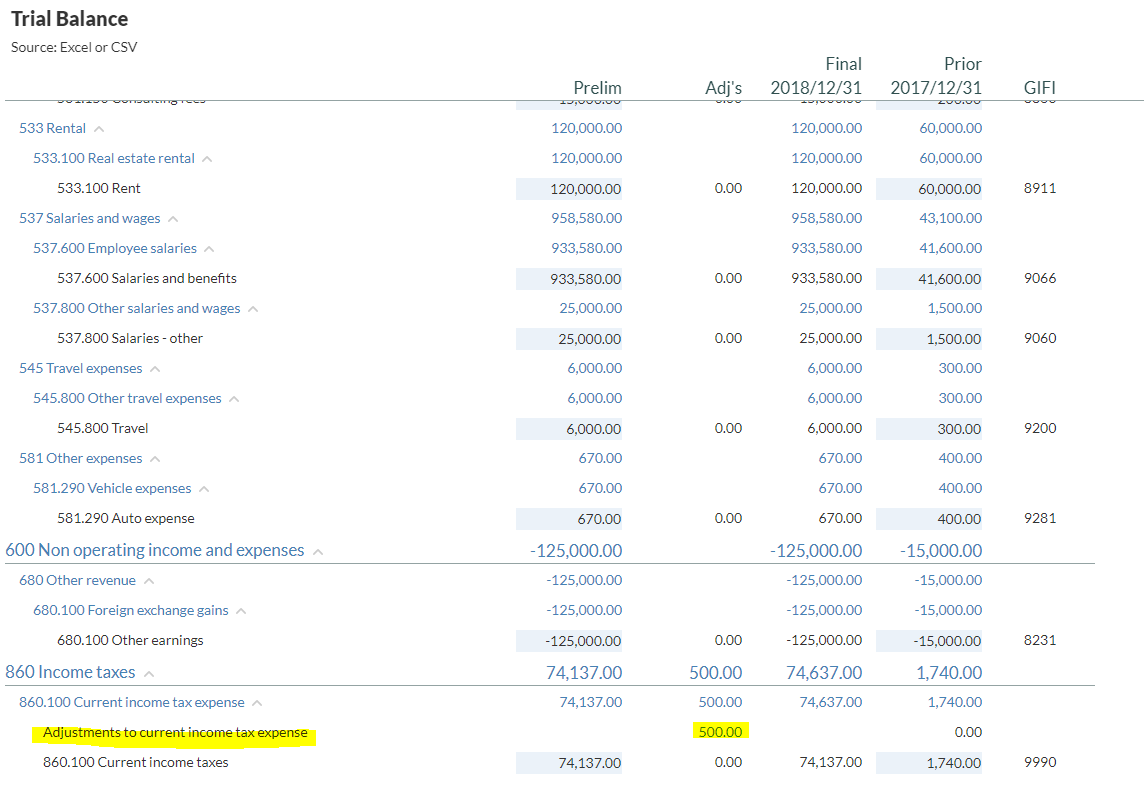 Trial Balance
Source: Excel or CSV
Final Prior
Prelim Adj's 2018/12/31 2017/12/31 GIFI
533 Rental 120,000.00 120,000.00 60,000.00
533.100 Real estate rental 120,000.00 120,000.00 60,000.00
533.100 Rent 120,000.00 0.00 120,000.00 60,000.00 8911
537 Salaries and wages 958,580.00 958,580.00 43,100.00
537.600 Employee salaries 933,580.00 933,580.00 41,600.00
537.600 Salaries and benefits 933,580.00 0.00 933,580.00 41,600.00 9066
537.800 Other salaries and wages 25,000.00 25,000.00 1,500.00
537.800 Salaries - other 25,000.00 0.00 25,000.00 1,500.00 9060
545 Travel expenses 6,000.00 6,000.00 300.00
545.800 Other travel expenses 6,000.00 6,000.00 300.00
545.800 Travel 6,000.00 0.00 6,000.00 300.00 9200
581 Other expenses 670.00 670.00 400.00
581.290 Vehicle expenses 670.00 670.00 400.00
581.290 Auto expense 670.00 0.00 670.00 400.00 9281
600 Non operating income and expenses -125,000.00 -125,000.00 -15,000.00
680 Other revenue -125,000.00 -125,000.00 -15,000.00
680.100 Foreign exchange gains -125,000.00 -125,000.00 -15,000.00
680.100 Other earnings -125,000.00 0.00 -125,000.00 -15,000.00 8231
860 Income taxes 74,137.00 500.00 74,637.00 1,740.00
860.100 Current income tax expense 74,137.00 500.00 74,637.00 1,740.00
Adjustments to current income tax expense 500.00 0.00
860.100 Current income taxes 74,137.00 0.00 74,137.00 1,740.00 9990